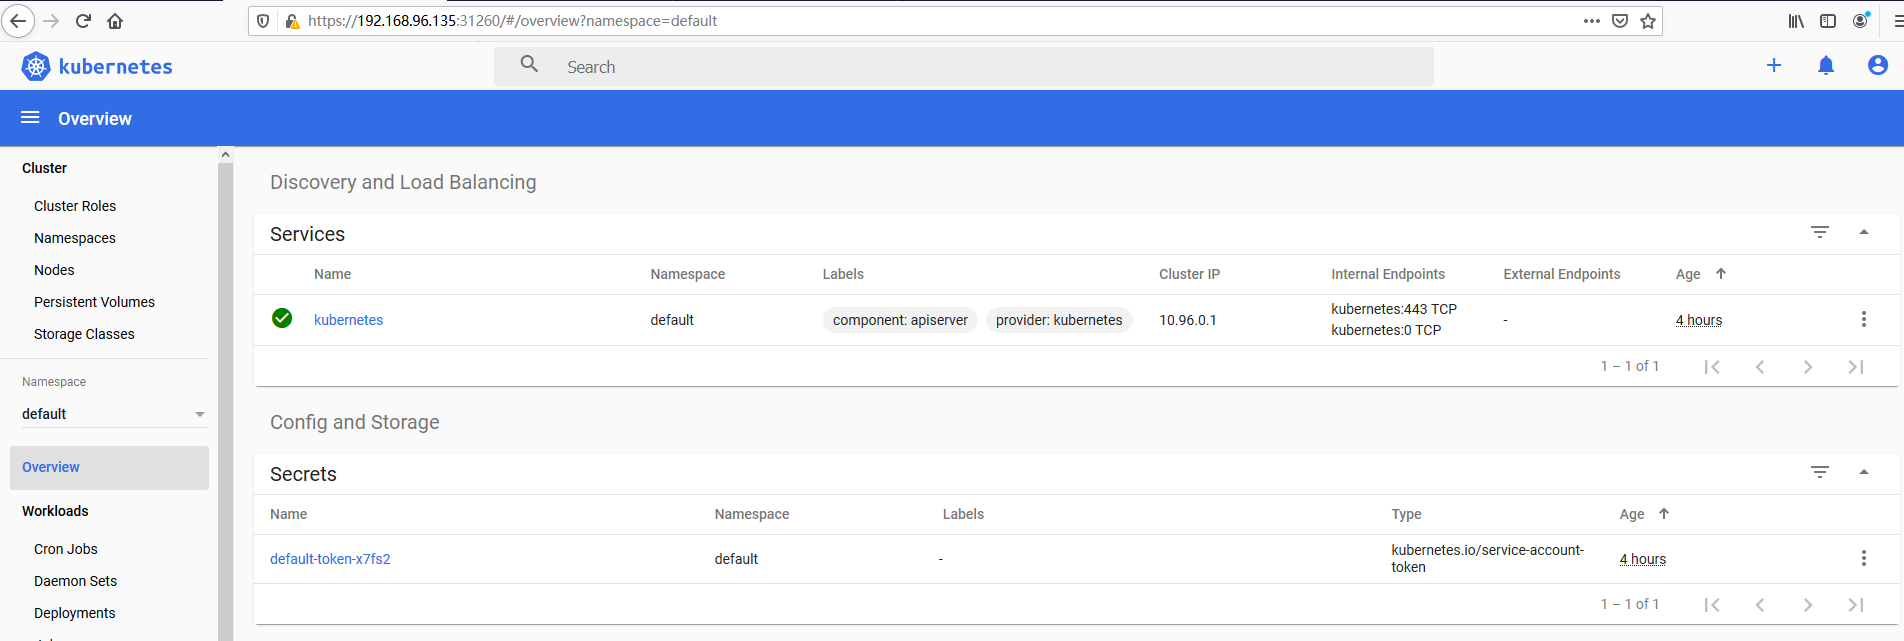 https://192.168.96.135:31260/#/overview?namespace=default
kubernetes
Search
Overview
Cluster
Cluster Roles
Namespaces
Nodes
Persistent Volumes
Storage Classes
Namespace
default
Overview
Workloads
Cron Jobs
Daemon Sets
Deployments
Discovery and Load Balancing
Services
Name Namespace Labels Cluster IP Internal Endpoints External Endpoints Age
kubernetes default component: apiserver provider: kubernetes 10.96.0.1 kubernetes:443 TCP - 4 hours
kubernetes:0 TCP
1 – 1 of 1
Config and Storage
Secrets
Name Namespace Labels Type Age
default-token-x7fs2 default - kubernetes.io/service-account- 4 hours
token
1 – 1 of 1